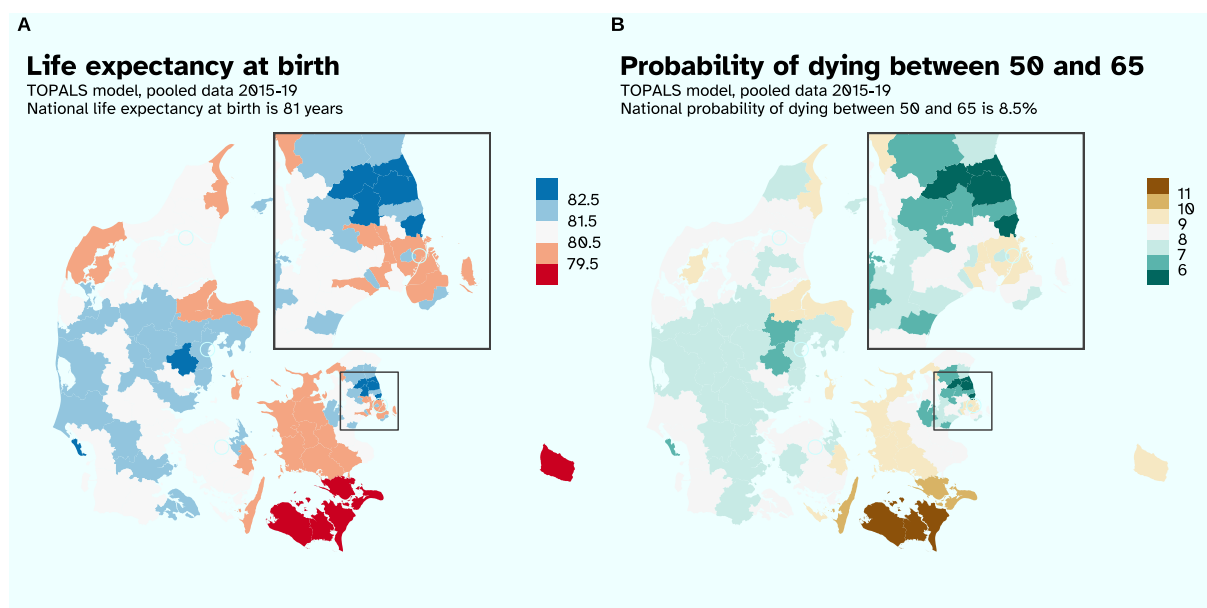 A
Life expectancy at birth
TOPALS model, pooled data 2015-19
National life expectancy at birth is 81 years
82.5
81.5
80.5
79.5
B
Probability of dying between 50 and 65
TOPALS model, pooled data 2015-19
National probability of dying between 50 and 65 is 8.5%
11
10
9
8
7
6